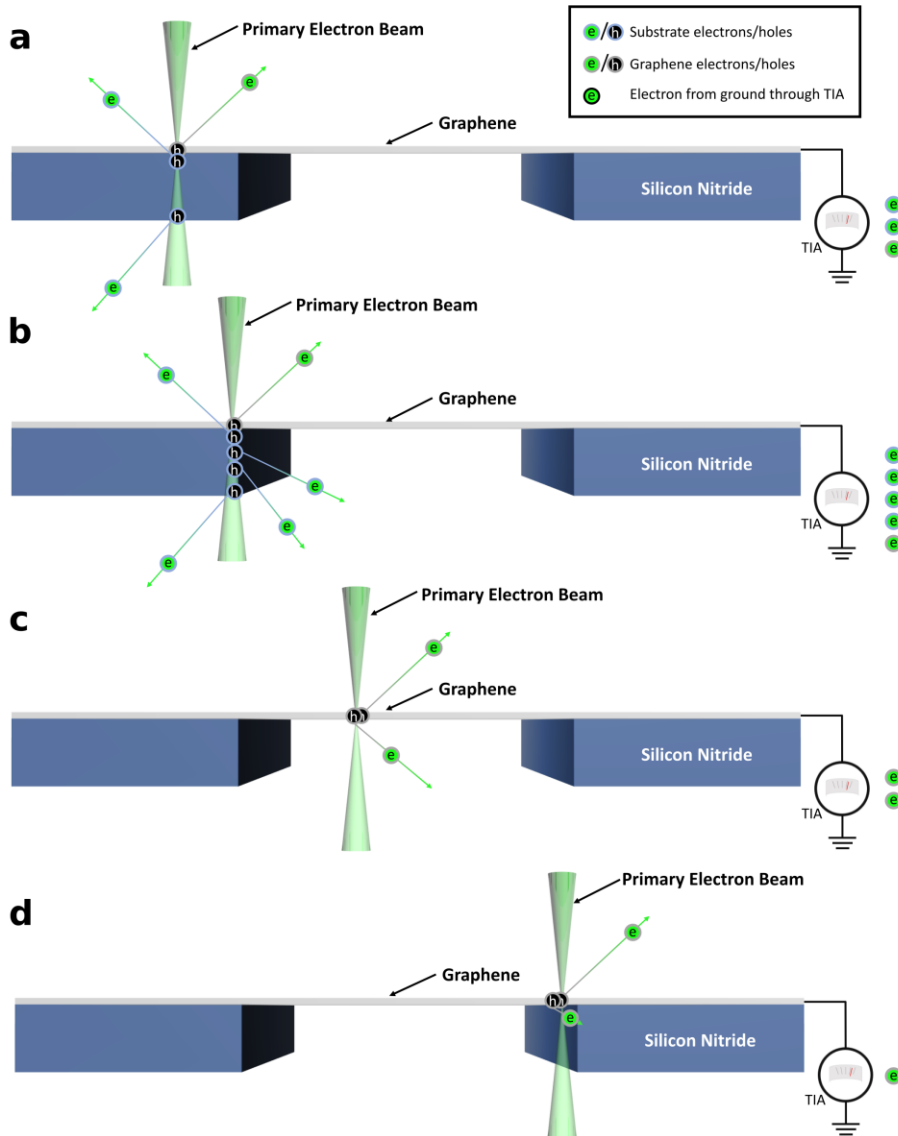 a
Primary Electron Beam
e/h Substrate electrons/holes
e/h Graphene electrons/holes
e Electron from ground through TIA
e
e
Graphene
h
h
Silicon Nitride
h
e
e
TIA
e
e
e
Primary Electron Beam
b
e
e
Graphene
h
h
h
h
h
Silicon Nitride
e
e
e
TIA
e
e
e
e
e
c
Primary Electron Beam
e
Graphene
h
e
Silicon Nitride
TIA
e
e
d
Primary Electron Beam
e
Graphene
h
e
Silicon Nitride
TIA
e